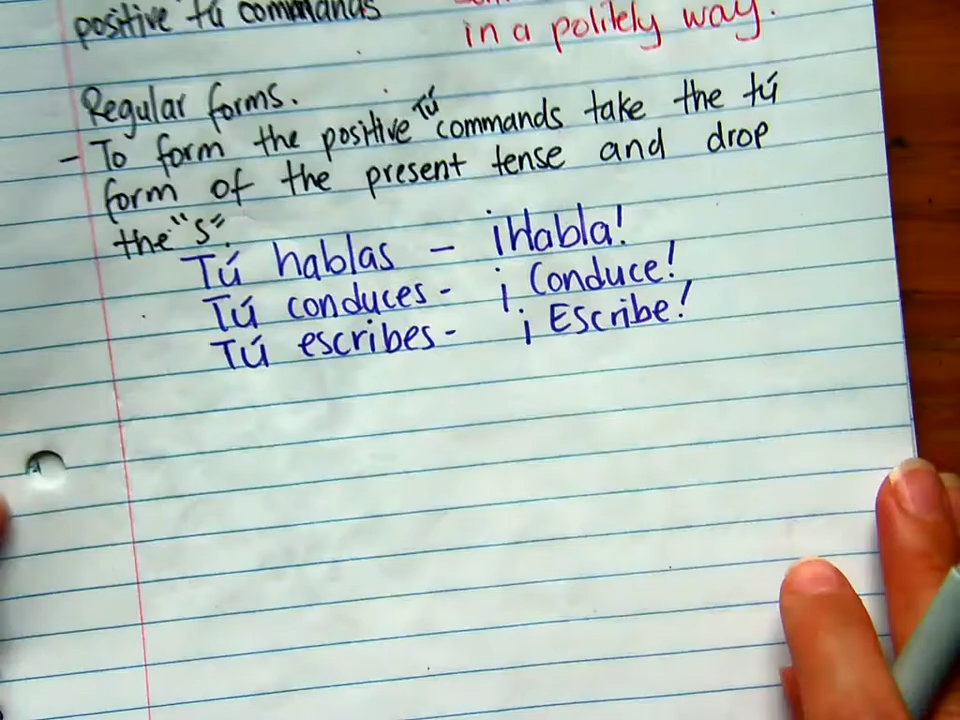 positive tú commands
in a politely way.
Regular forms.
- To form the positive Tú commands take the tú
form of the present tense and drop
the "s".
Tú hablas - ¡Habla!
Tú conduces - ¡Conduce!
Tú escribes - ¡Escribe!